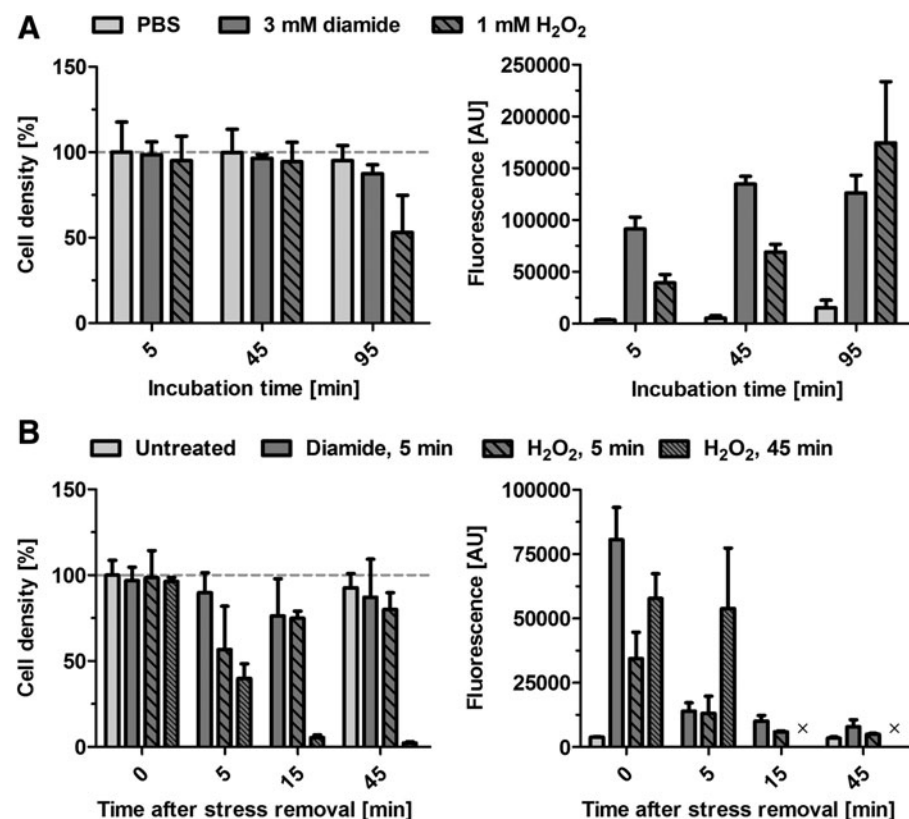 A
PBS 3 mM diamide 1 mM H₂O₂
Cell density [%]
150
100
50
0
5 45 95
Incubation time [min]
Fluorescence [AU]
250000
200000
150000
100000
50000
0
5 45 95
Incubation time [min]
B
Untreated Diamide, 5 min H₂O₂, 5 min H₂O₂, 45 min
Cell density [%]
150
100
50
0
0 5 15 45
Time after stress removal [min]
Fluorescence [AU]
100000
75000
50000
25000
0
× ×
0 5 15 45
Time after stress removal [min]